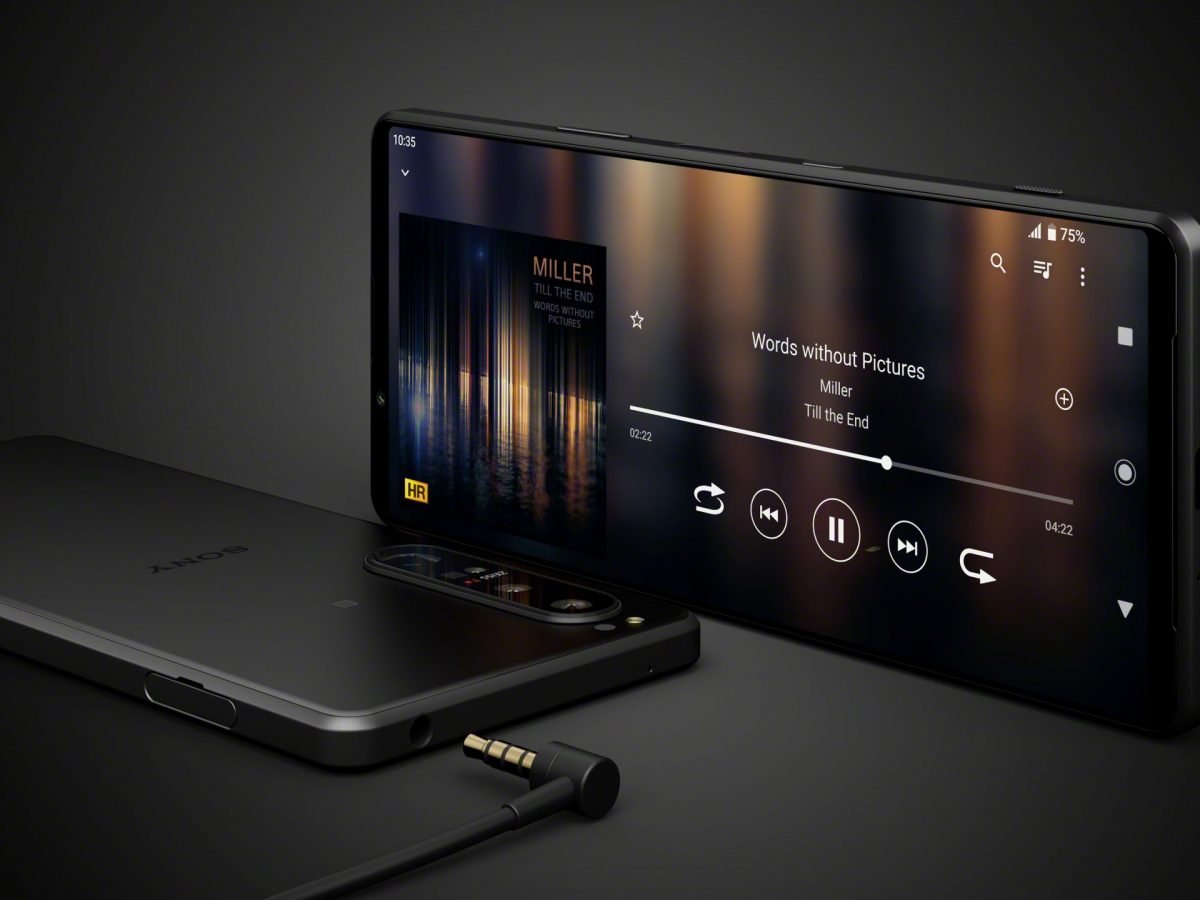 10:35
75%
MILLER
TILL THE END
WORDS WITHOUT
PICTURES
HR
Words without Pictures
Miller
Till the End
02:22
04:22
SONY
ZEISS T*